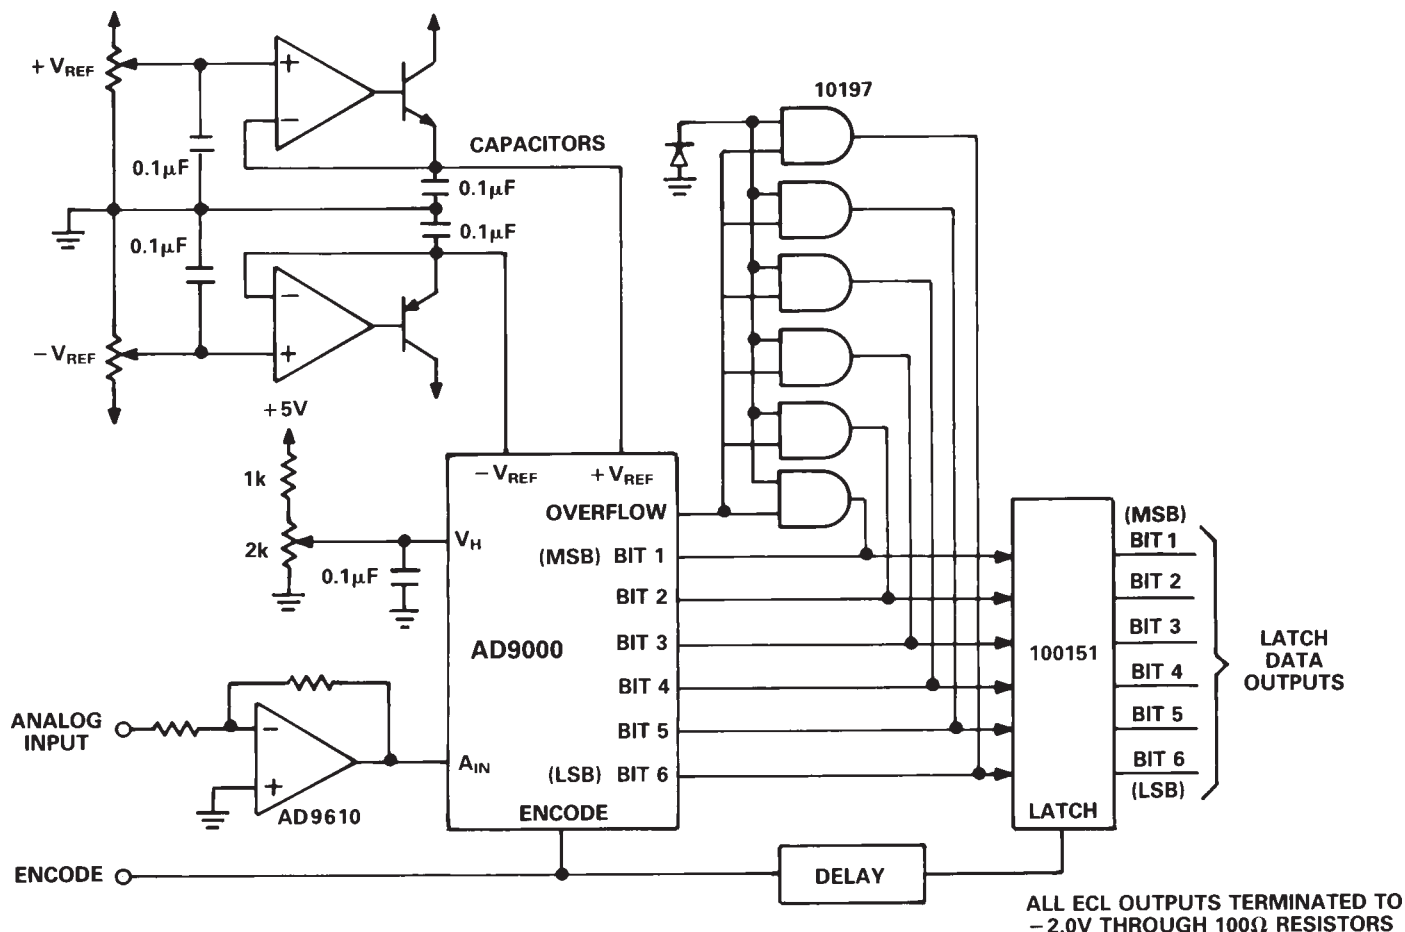 + VREF
0.1µF
CAPACITORS
0.1µF
0.1µF
0.1µF
− VREF
+5V
1k
2k
0.1µF
10197
− VREF
+ VREF
OVERFLOW
VH
(MSB) BIT 1
BIT 2
BIT 3
AD9000
BIT 4
BIT 5
AIN
(LSB) BIT 6
ENCODE
ANALOG
INPUT
AD9610
ENCODE
DELAY
100151
LATCH
(MSB)
BIT 1
BIT 2
BIT 3
BIT 4
BIT 5
BIT 6
(LSB)
LATCH
DATA
OUTPUTS
ALL ECL OUTPUTS TERMINATED TO
−2.0V THROUGH 100Ω RESISTORS